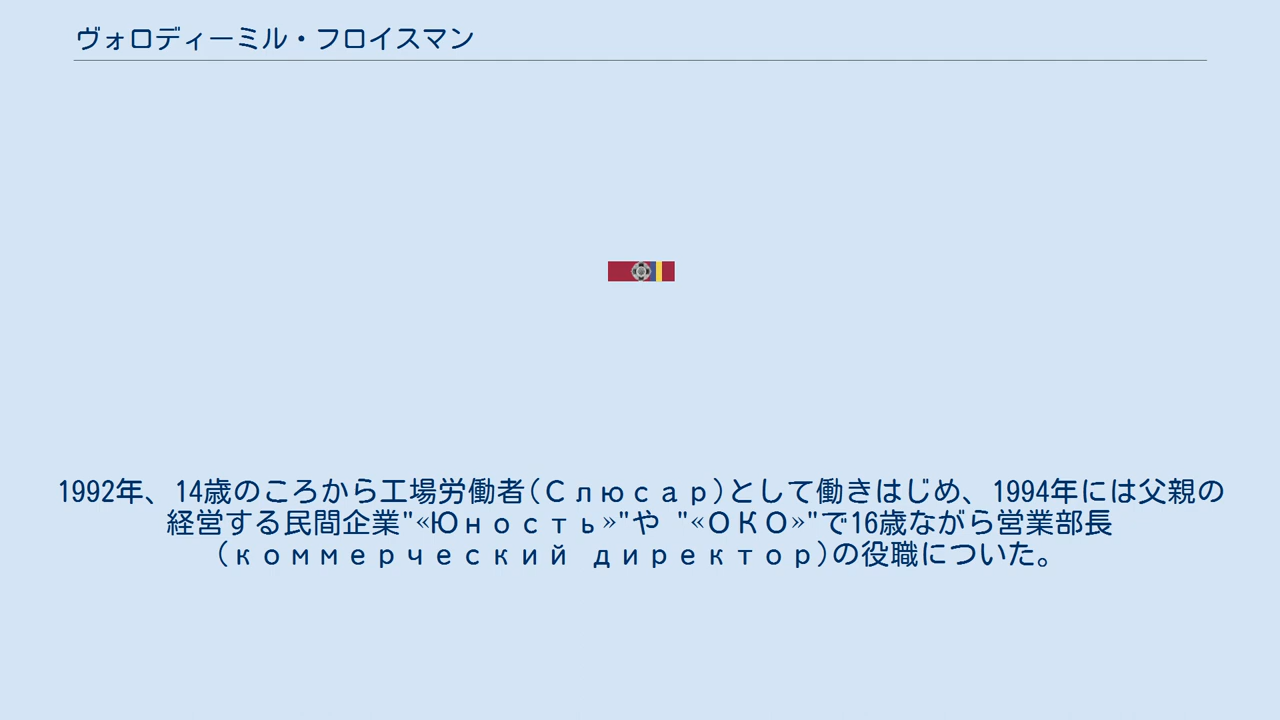 ヴォロディーミル・フロイスマン
1992年、14歳のころから工場労働者(Слюсар)として働きはじめ、1994年には父親の
経営する民間企業"«Юность»"や "«ОКО»"で16歳ながら営業部長
(коммерческий директор)の役職についた。